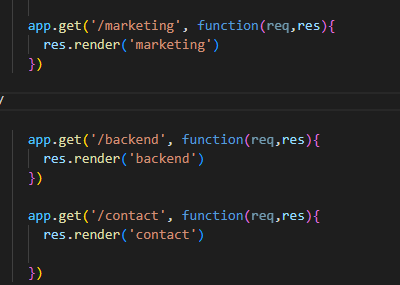 app.get('/marketing', function(req,res){
res.render('marketing')
})
app.get('/backend', function(req,res){
res.render('backend')
})
app.get('/contact', function(req,res){
res.render('contact')
})